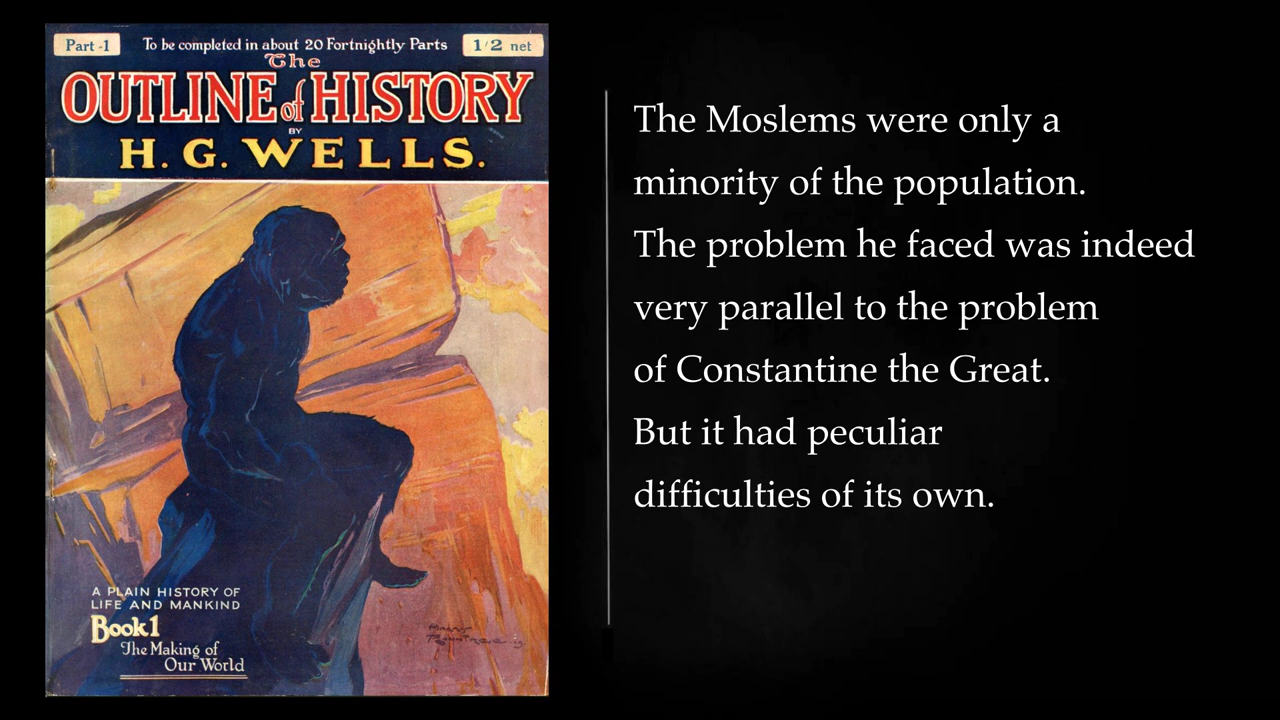 Part -1
To be completed in about 20 Fortnightly Parts
1/2 net
The
OUTLINE of HISTORY
BY
H. G. WELLS.
A PLAIN HISTORY OF
LIFE AND MANKIND
Book 1
The Making of
Our World
The Moslems were only a
minority of the population.
The problem he faced was indeed
very parallel to the problem
of Constantine the Great.
But it had peculiar
difficulties of its own.